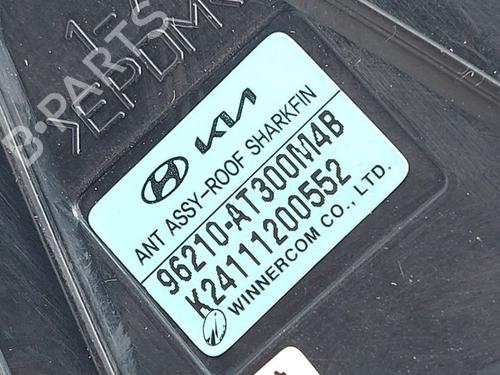 B-PARTS
KIA
ANT ASSY-ROOF SHARKFIN
96210-AT300M4B
K24111200552
WINNERCOM CO., LTD.